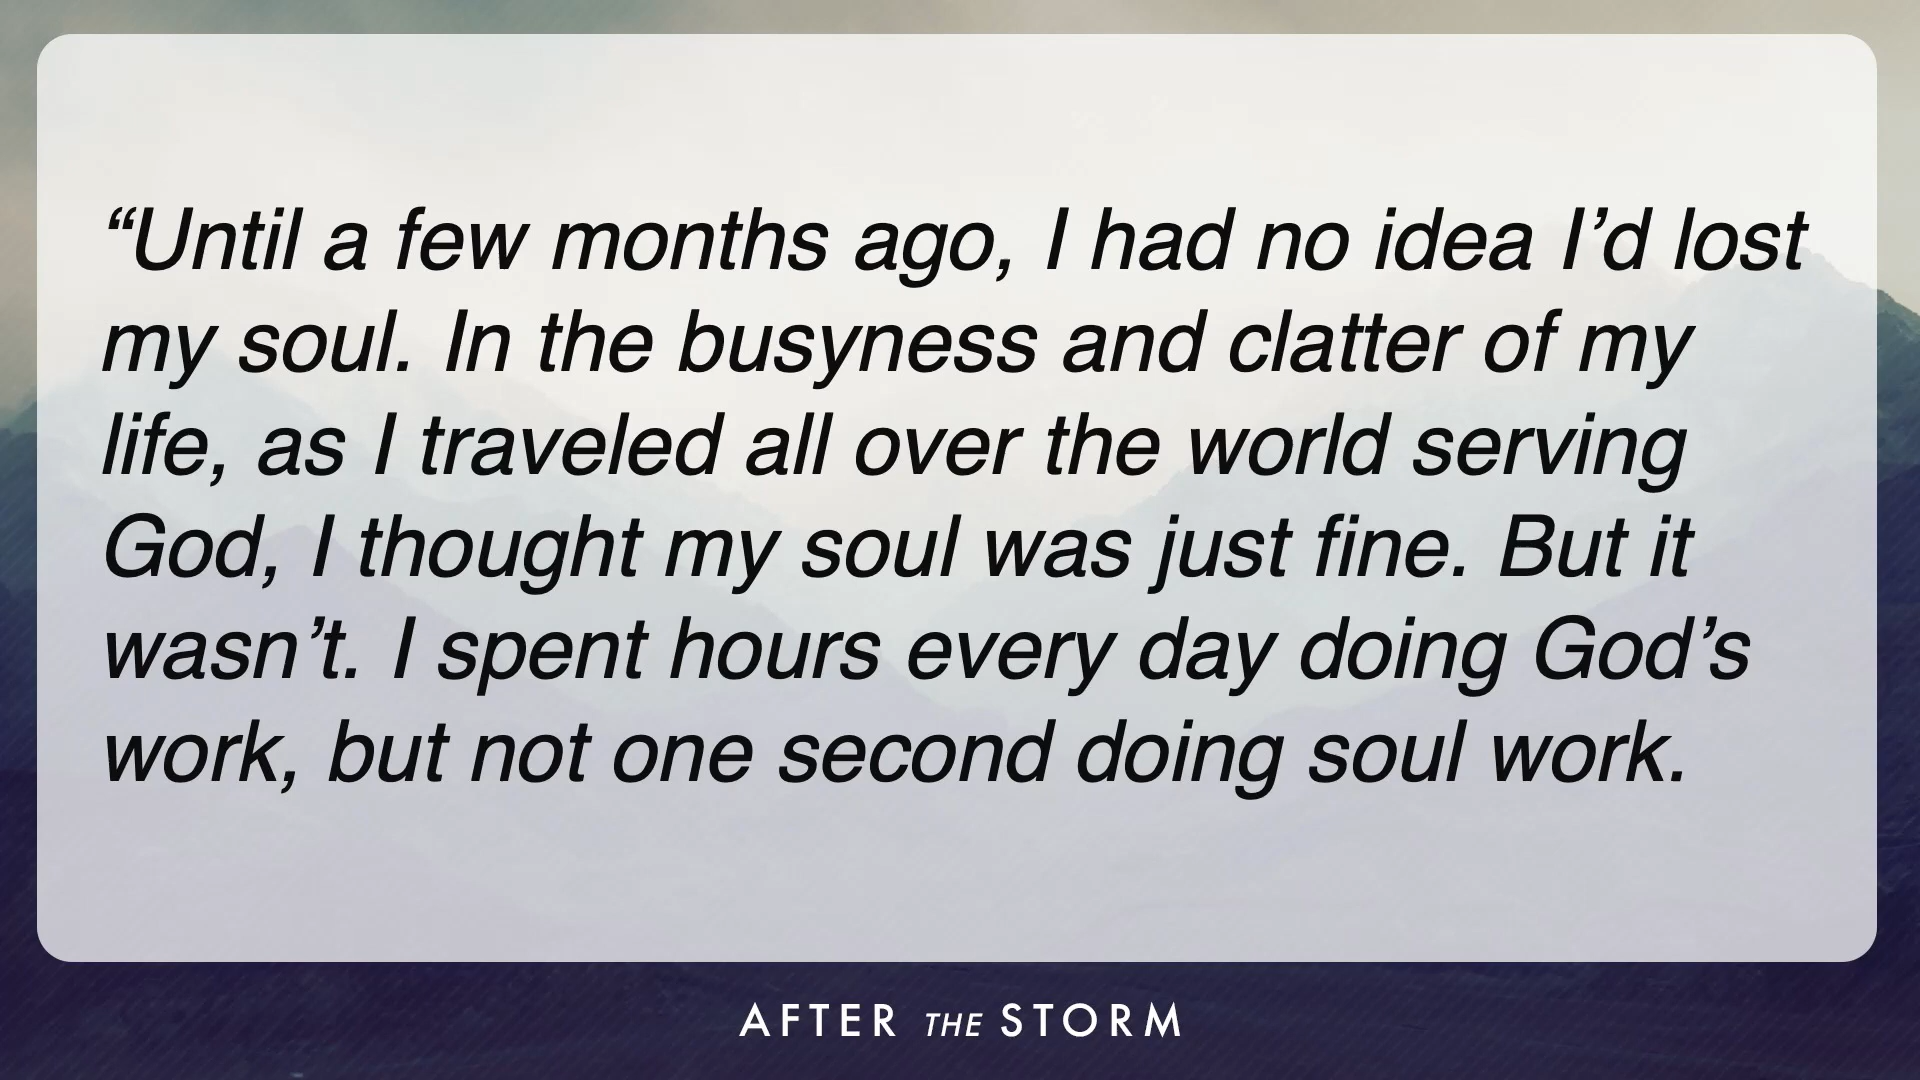 “Until a few months ago, I had no idea I’d lost
my soul. In the busyness and clatter of my
life, as I traveled all over the world serving
God, I thought my soul was just fine. But it
wasn’t. I spent hours every day doing God’s
work, but not one second doing soul work.
AFTER THE STORM